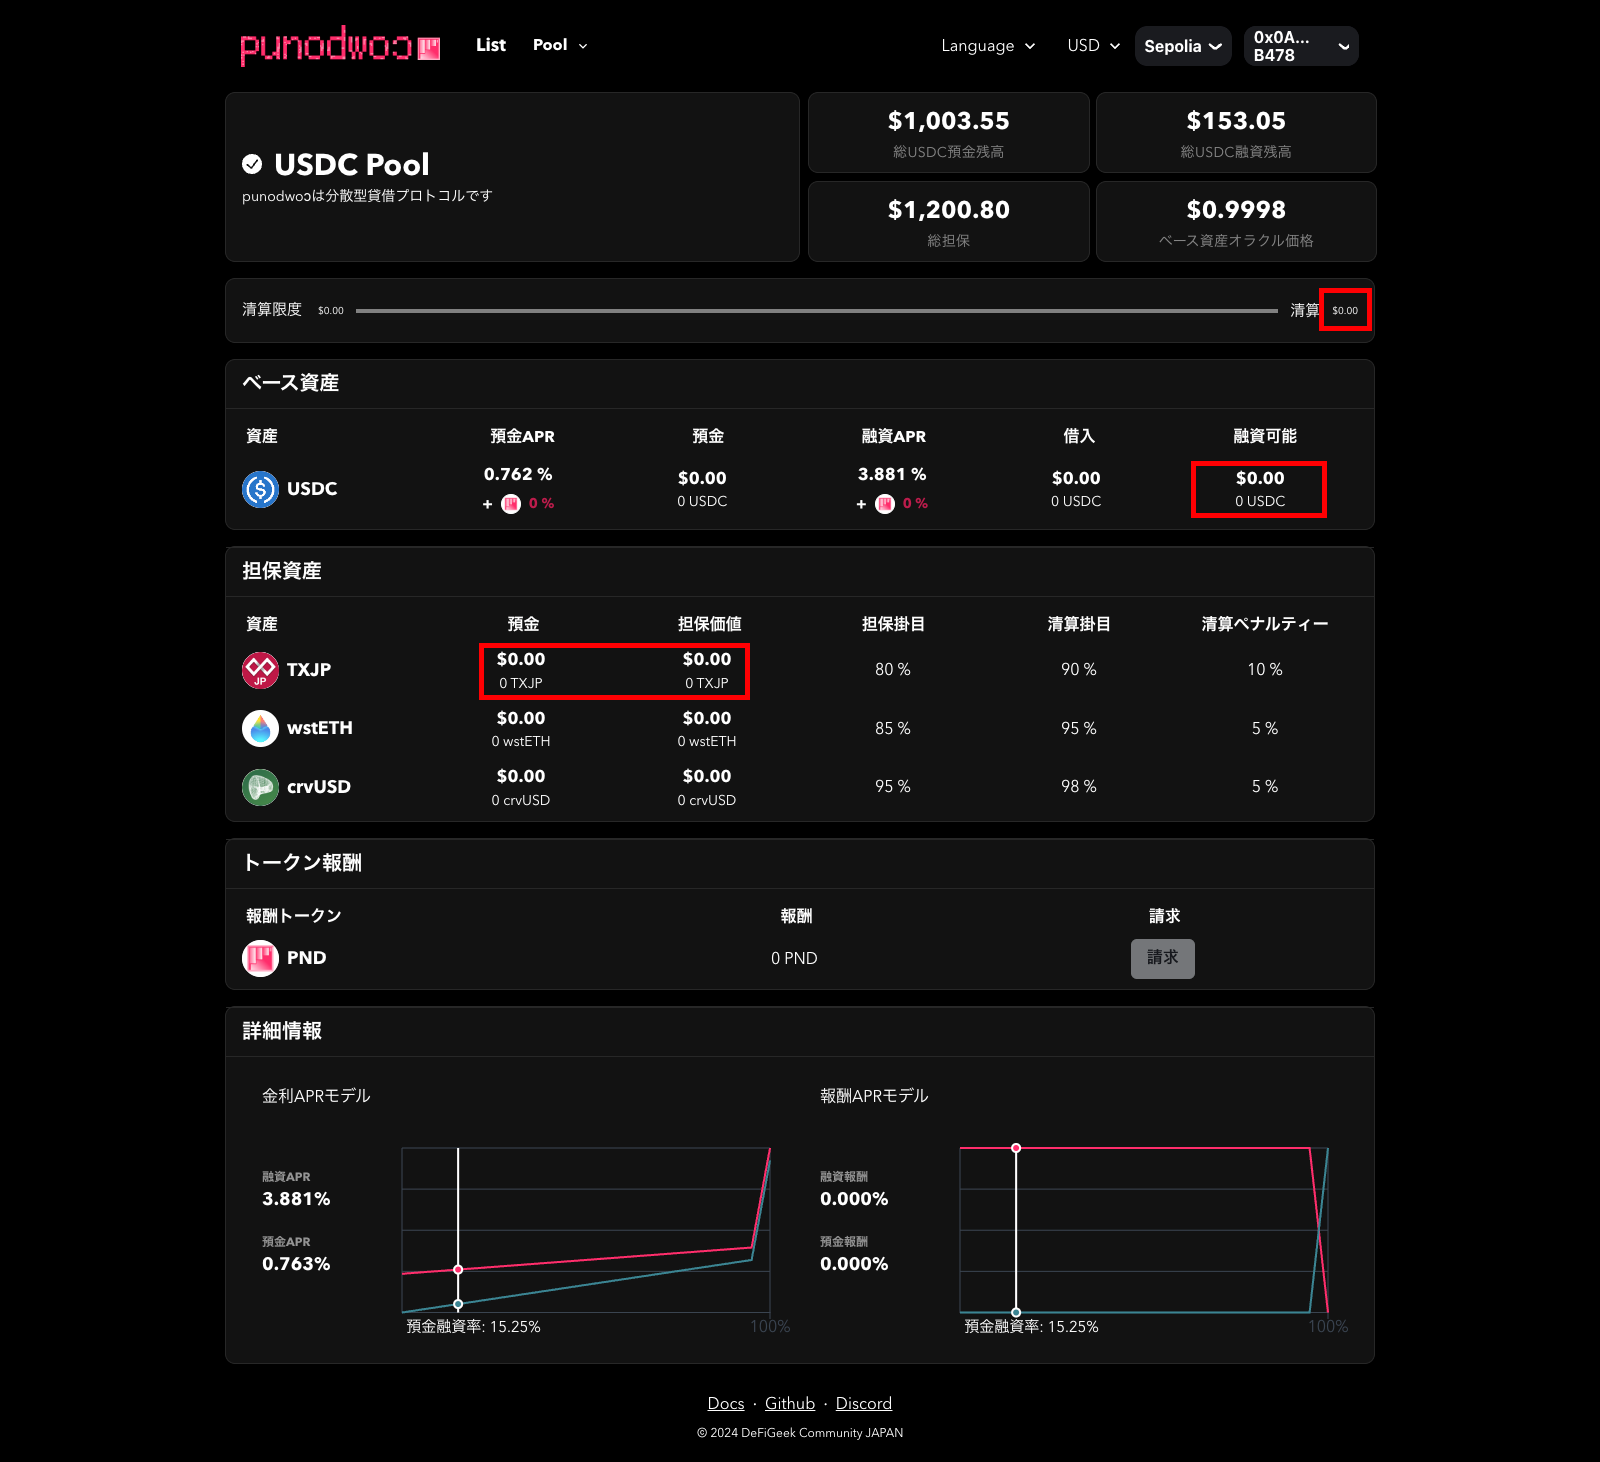 punodwoɔ
List
Pool
Language
USD
Sepolia
0x0A...
B478
USDC Pool
punodwoɔは分散型貸借プロトコルです
$1,003.55
総USDC預金残高
$153.05
総USDC融資残高
$1,200.80
総担保
$0.9998
ベース資産オラクル価格
清算限度 $0.00
清算 $0.00
ベース資産
資産 預金APR 預金 融資APR 借入 融資可能
USDC
0.762 %
+ 0 %
$0.00
0 USDC
3.881 %
+ 0 %
$0.00
0 USDC
$0.00
0 USDC
担保資産
資産 預金 担保価値 担保掛目 清算掛目 清算ペナルティー
JP
TXJP
$0.00
0 TXJP
$0.00
0 TXJP
80 %
90 %
10 %
wstETH
$0.00
0 wstETH
$0.00
0 wstETH
85 %
95 %
5 %
crvUSD
$0.00
0 crvUSD
$0.00
0 crvUSD
95 %
98 %
5 %
トークン報酬
報酬トークン 報酬 請求
PND 0 PND 請求
詳細情報
金利APRモデル
融資APR
3.881%
預金APR
0.763%
預金融資率: 15.25%
100%
報酬APRモデル
融資報酬
0.000%
預金報酬
0.000%
預金融資率: 15.25%
100%
Docs · Github · Discord
© 2024 DeFiGeek Community JAPAN